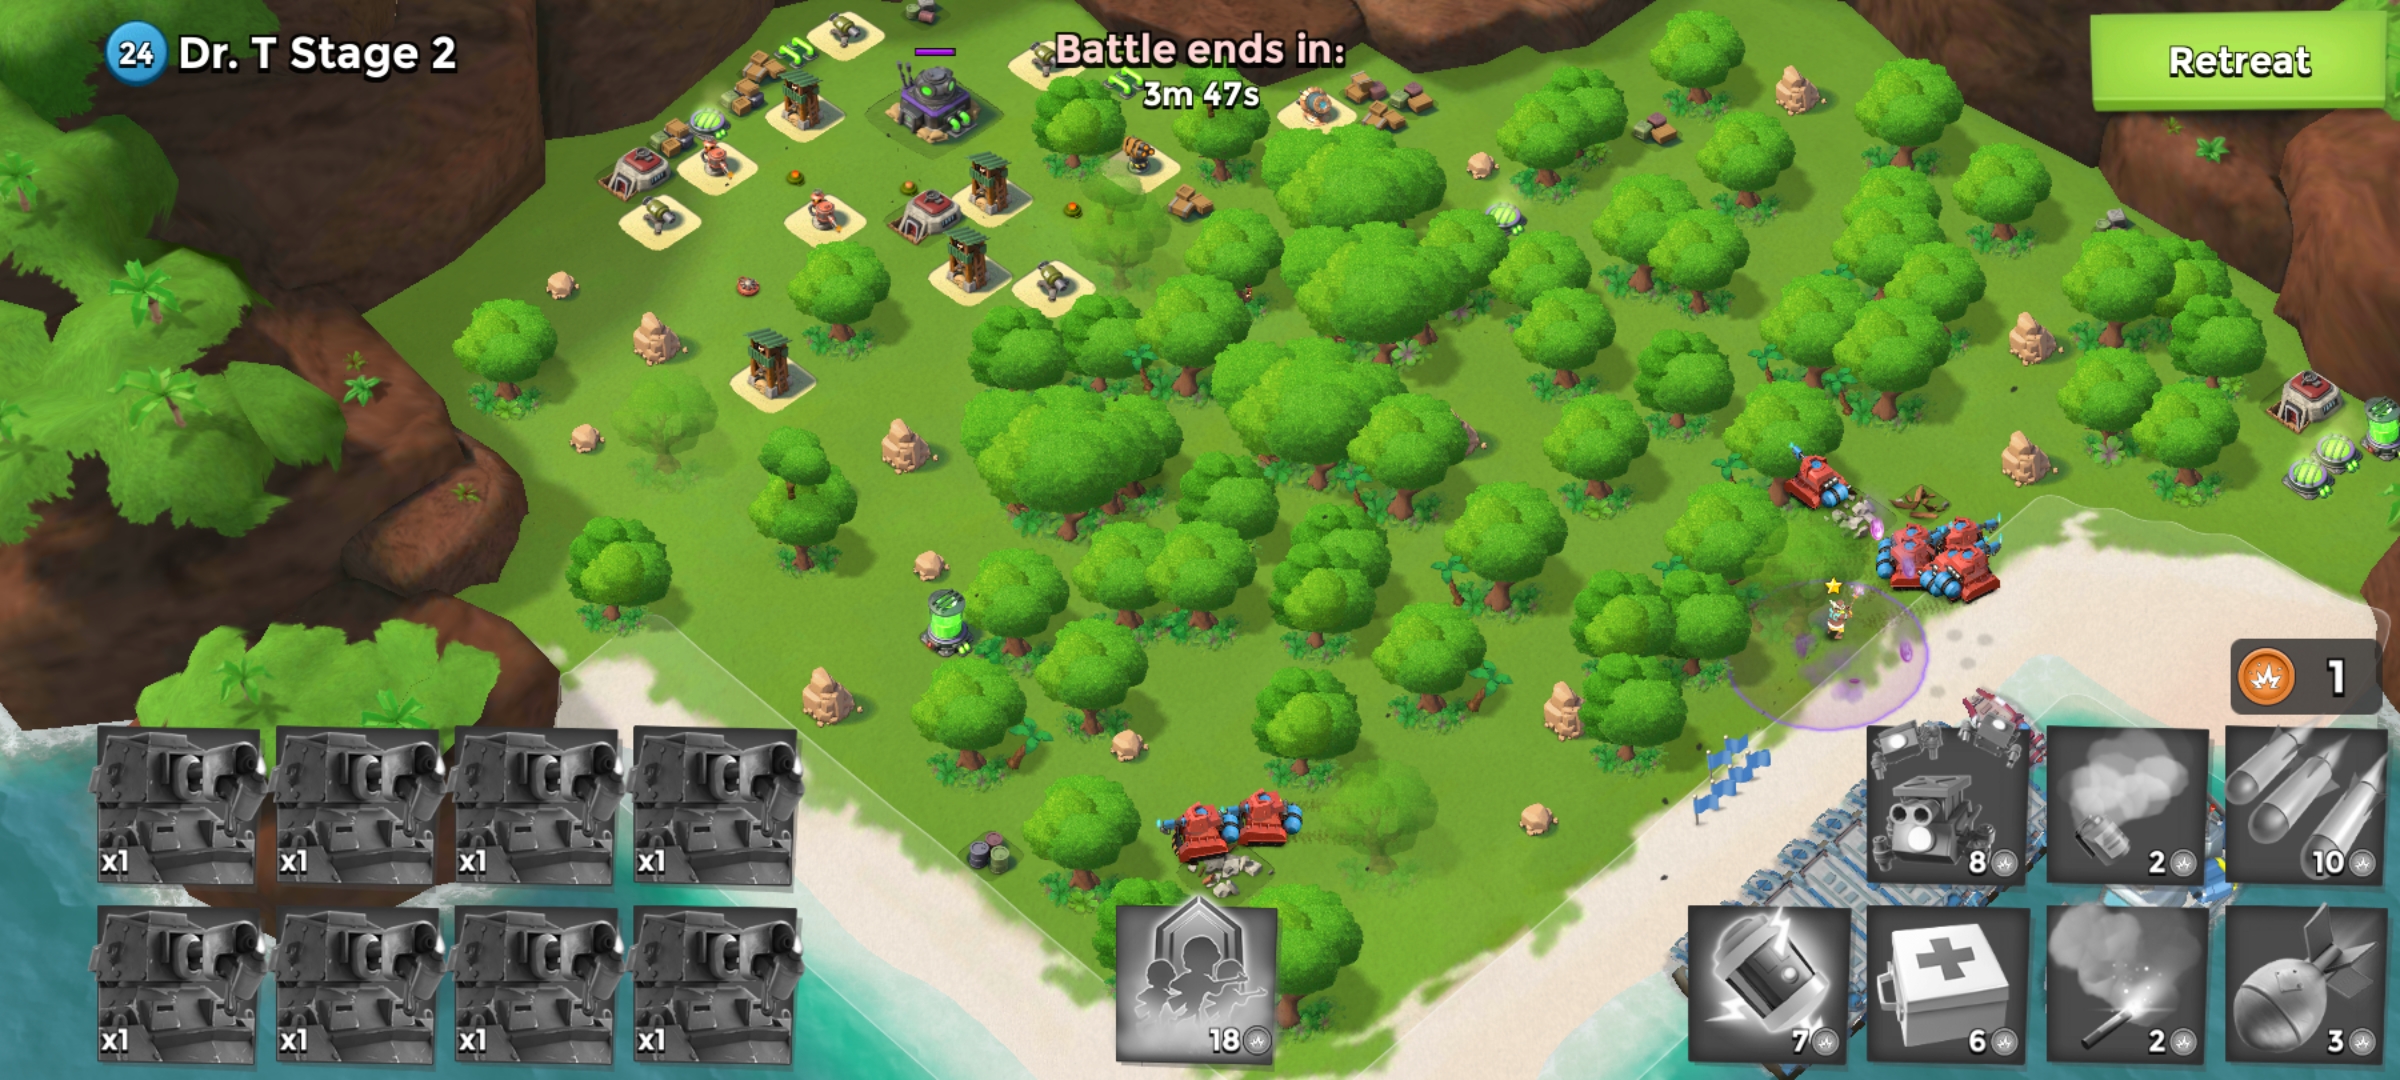 24 Dr. T Stage 2
Battle ends in:
3m 47s
Retreat
1
x1 x1 x1 x1
8 2 10
x1 x1 x1 x1
18
7 6 2 3